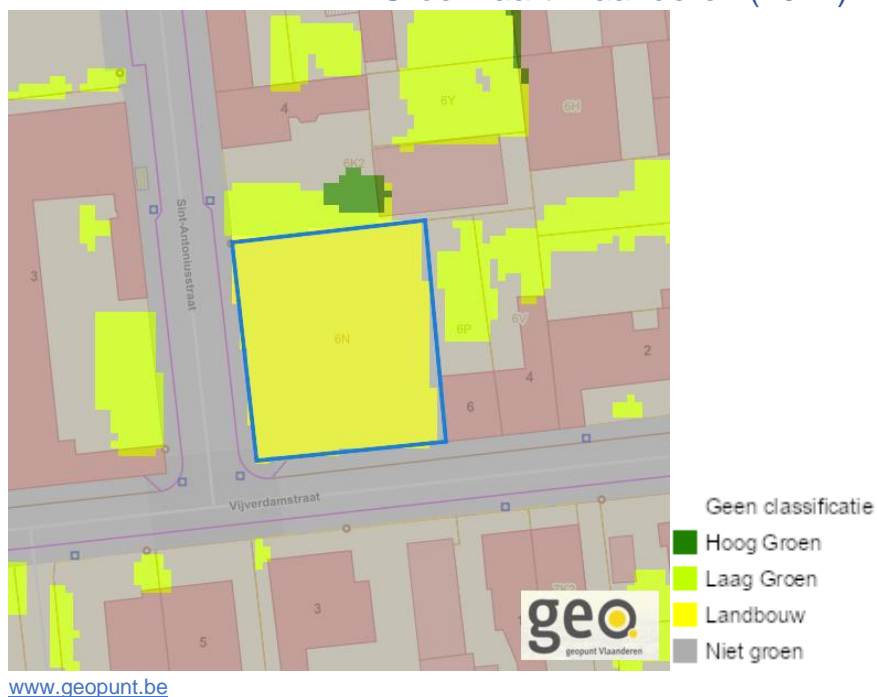 4
6Y
6H
6K2
Sint-Antoniusstraat
3
6N
6P
6V
2
4
6
Vijverdamstraat
3
5
geo
geopunt Vlaanderen
Geen classificatie
Hoog Groen
Laag Groen
Landbouw
Niet groen
www.geopunt.be